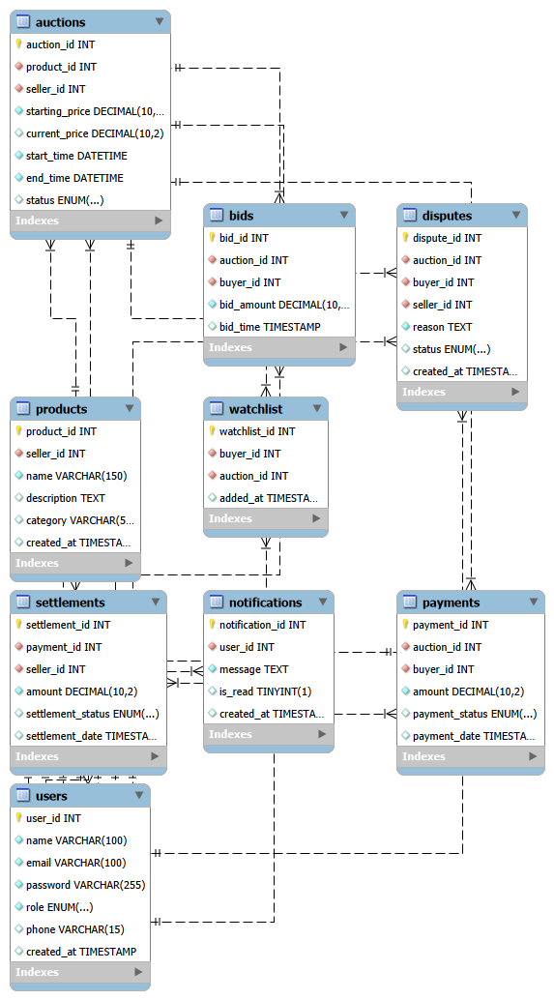 auctions
auction_id INT
product_id INT
seller_id INT
starting_price DECIMAL(10,...
current_price DECIMAL(10,2)
start_time DATETIME
end_time DATETIME
status ENUM(...)
Indexes
bids
bid_id INT
auction_id INT
buyer_id INT
bid_amount DECIMAL(10,...
bid_time TIMESTAMP
Indexes
disputes
dispute_id INT
auction_id INT
buyer_id INT
seller_id INT
reason TEXT
status ENUM(...)
created_at TIMESTA...
Indexes
products
product_id INT
seller_id INT
name VARCHAR(150)
description TEXT
category VARCHAR(5...
created_at TIMESTA...
Indexes
watchlist
watchlist_id INT
buyer_id INT
auction_id INT
added_at TIMESTA...
Indexes
settlements
settlement_id INT
payment_id INT
seller_id INT
amount DECIMAL(10,2)
settlement_status ENUM(...)
settlement_date TIMESTA...
Indexes
notifications
notification_id INT
user_id INT
message TEXT
is_read TINYINT(1)
created_at TIMESTA...
Indexes
payments
payment_id INT
auction_id INT
buyer_id INT
amount DECIMAL(10,2)
payment_status ENUM(...)
payment_date TIMESTA...
Indexes
users
user_id INT
name VARCHAR(100)
email VARCHAR(100)
password VARCHAR(255)
role ENUM(...)
phone VARCHAR(15)
created_at TIMESTAMP
Indexes